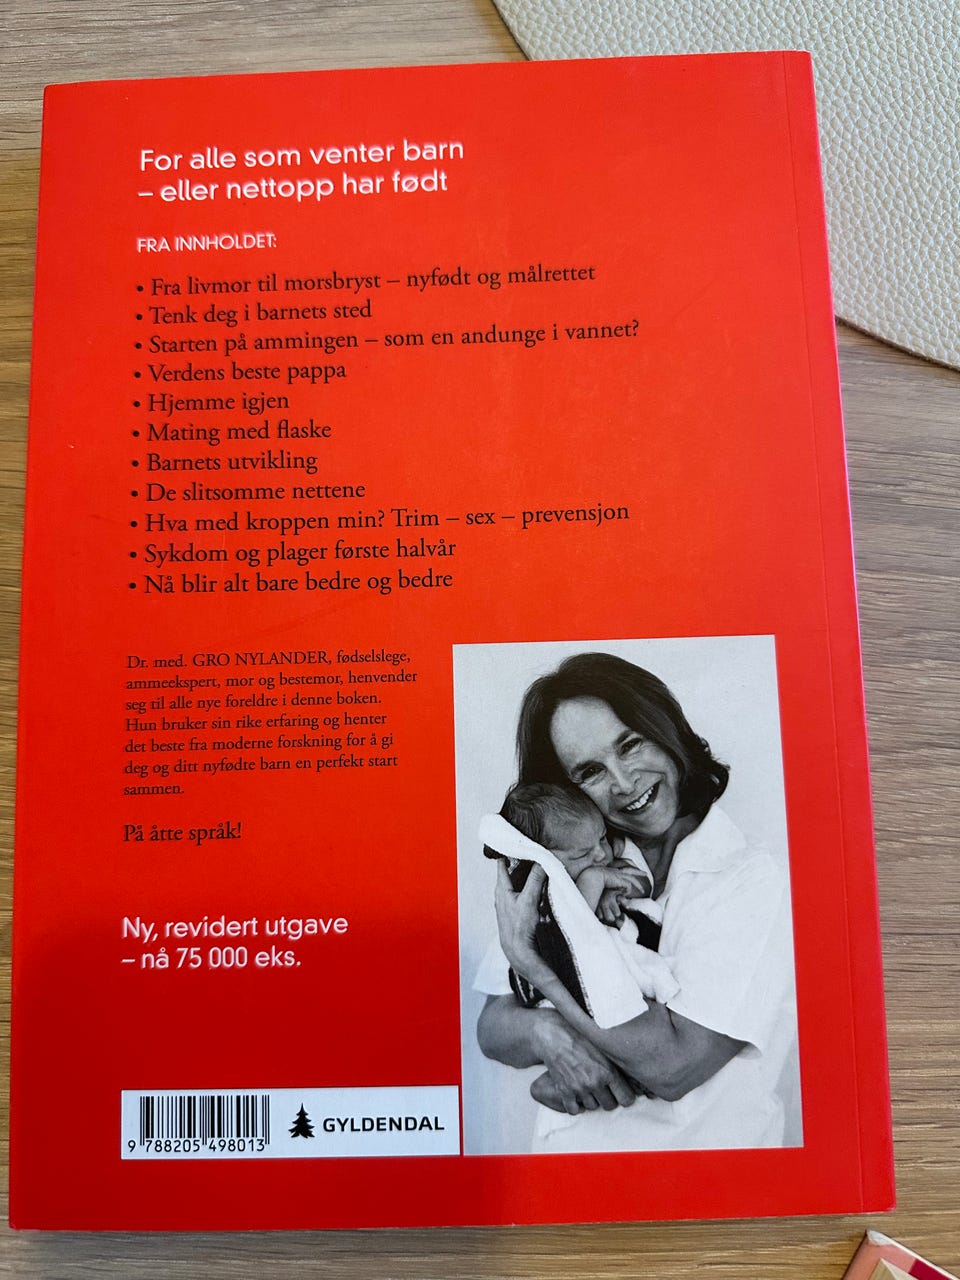 For alle som venter barn
– eller nettopp har født
FRA INNHOLDET:
• Fra livmor til morsbryst – nyfødt og målrettet
• Tenk deg i barnets sted
• Starten på ammingen – som en andunge i vannet?
• Verdens beste pappa
• Hjemme igjen
• Mating med flaske
• Barnets utvikling
• De slitsomme nettene
• Hva med kroppen min? Trim – sex – prevensjon
• Sykdom og plager første halvår
• Nå blir alt bare bedre og bedre
Dr. med. GRO NYLANDER, fødselslege,
ammeekspert, mor og bestemor, henvender
seg til alle nye foreldre i denne boken.
Hun bruker sin rike erfaring og henter
det beste fra moderne forskning for å gi
deg og ditt nyfødte barn en perfekt start
sammen.
På åtte språk!
Ny, revidert utgave
– nå 75 000 eks.
9 788205 498013
GYLDENDAL